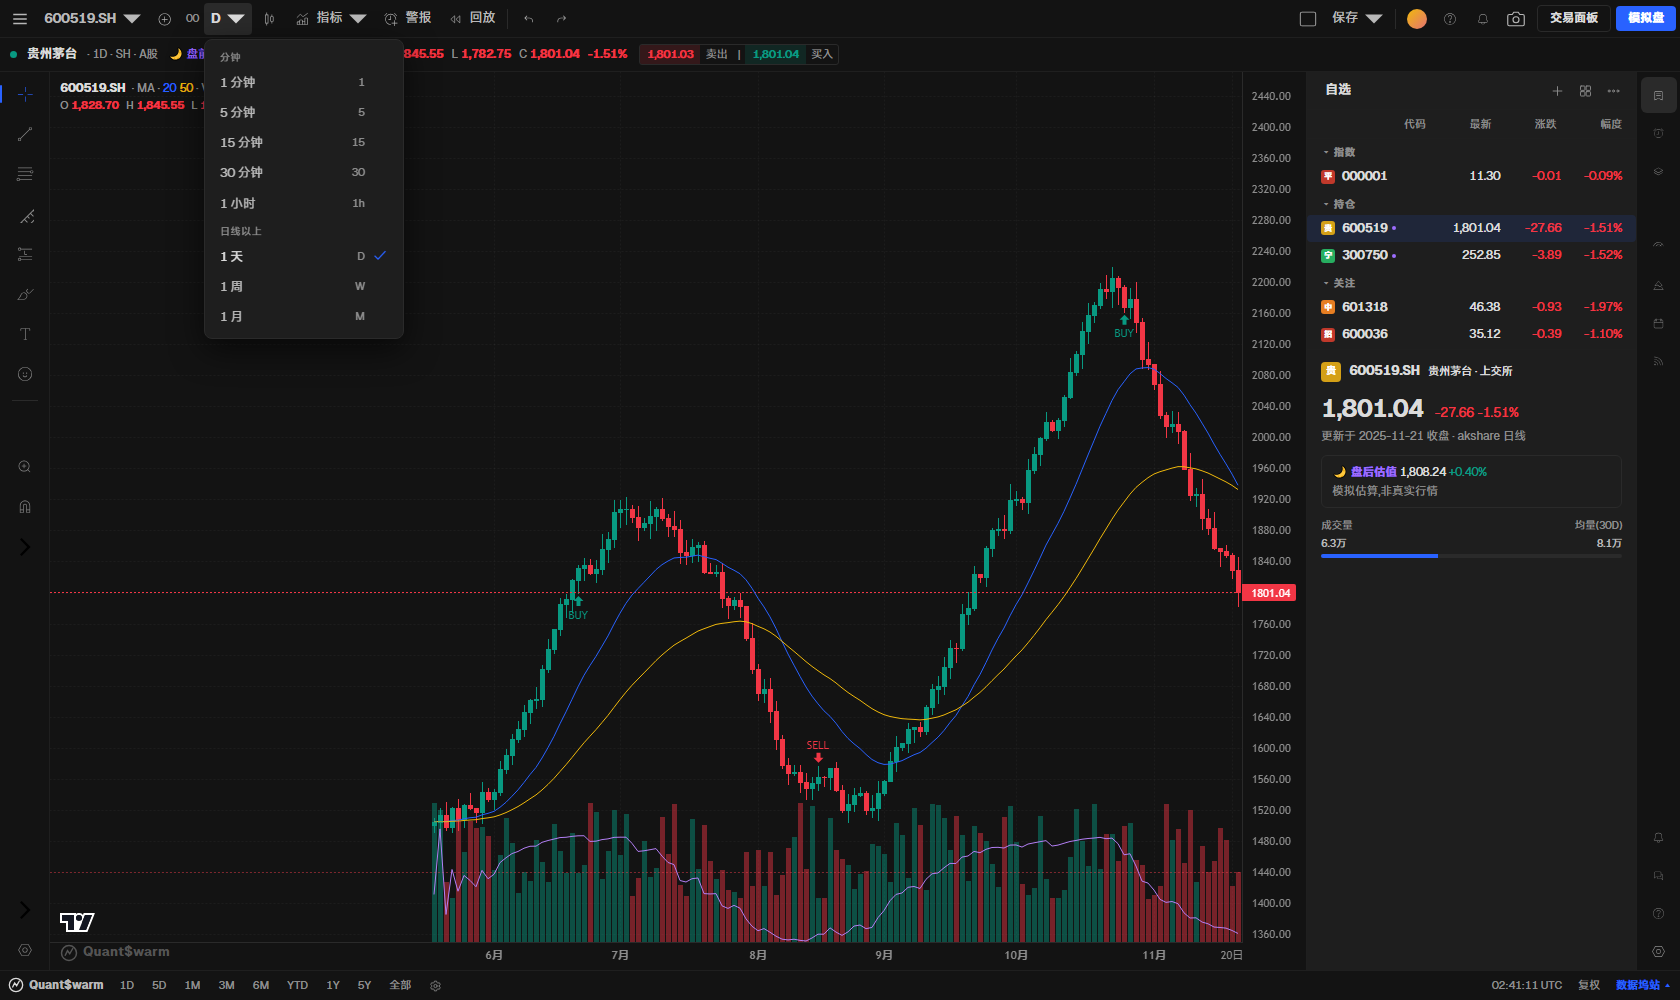 600519.SH 00 D 指标 警报 回放 保存 交易面板 模拟盘
贵州茅台 · 1D · SH · A股 845.55 L 1,782.75 C 1,801.04 -1.51% 1,801.03 卖出 | 1,801.04 买入
600519.SH · MA · 20 50 ·
O 1,828.70 H 1,845.55 L
分钟
1 分钟 1
5 分钟 5
15 分钟 15
30 分钟 30
1 小时 1h
日线以上
1 天 D
1 周 W
1 月 M
BUY
SELL
BUY
2440.00
2400.00
2360.00
2320.00
2280.00
2240.00
2200.00
2160.00
2120.00
2080.00
2040.00
2000.00
1960.00
1920.00
1880.00
1840.00
1801.04
1760.00
1720.00
1680.00
1640.00
1600.00
1560.00
1520.00
1480.00
1440.00
1400.00
1360.00
6月 7月 8月 9月 10月 11月 20日
Quant$warm
自选
代码 最新 涨跌 幅度
指数
平 000001 11.30 -0.01 -0.09%
持仓
贵 600519 1,801.04 -27.66 -1.51%
宁 300750 252.85 -3.89 -1.52%
关注
中 601318 46.38 -0.93 -1.97%
招 600036 35.12 -0.39 -1.10%
贵 600519.SH 贵州茅台 · 上交所
1,801.04 -27.66 -1.51%
更新于 2025-11-21 收盘 · akshare 日线
盘后估值 1,808.24 +0.40%
模拟估算,非真实行情
成交量 均量(30D)
6.3万 8.1万
Quant$warm 1D 5D 1M 3M 6M YTD 1Y 5Y 全部 02:41:11 UTC 复权 数据坞站